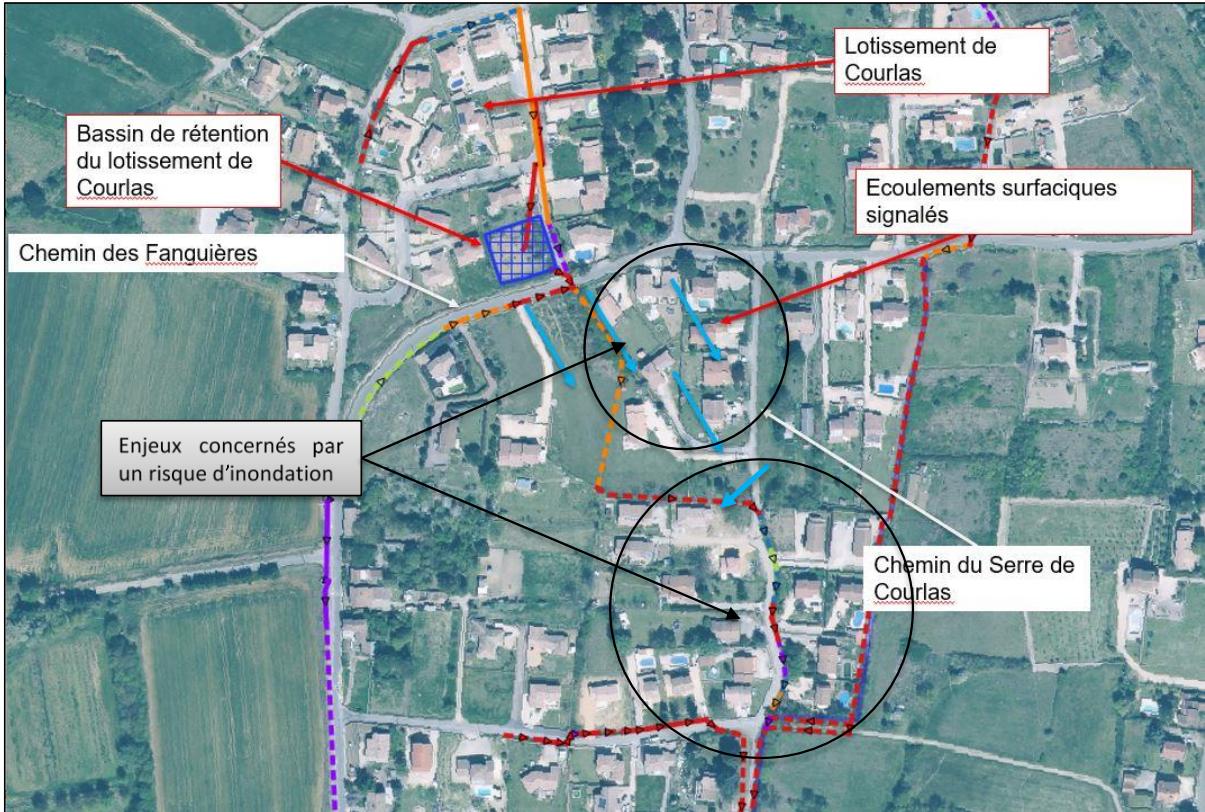 Lotissement de
Courlas
Bassin de rétention
du lotissement de
Courlas
Ecoulements surfaciques
signalés
Chemin des Fanguières
Enjeux concernés par
un risque d'inondation
Chemin du Serre de
Courlas